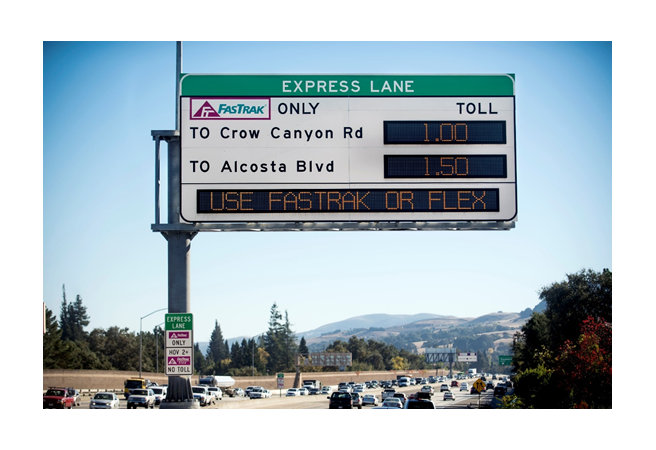 EXPRESS LANE
FASTRAK ONLY TOLL
TO Crow Canyon Rd 1.00
TO Alcosta Blvd 1.50
USE FASTRAK OR FLEX
EXPRESS
LANE
ONLY
HOV 2+
NO TOLL